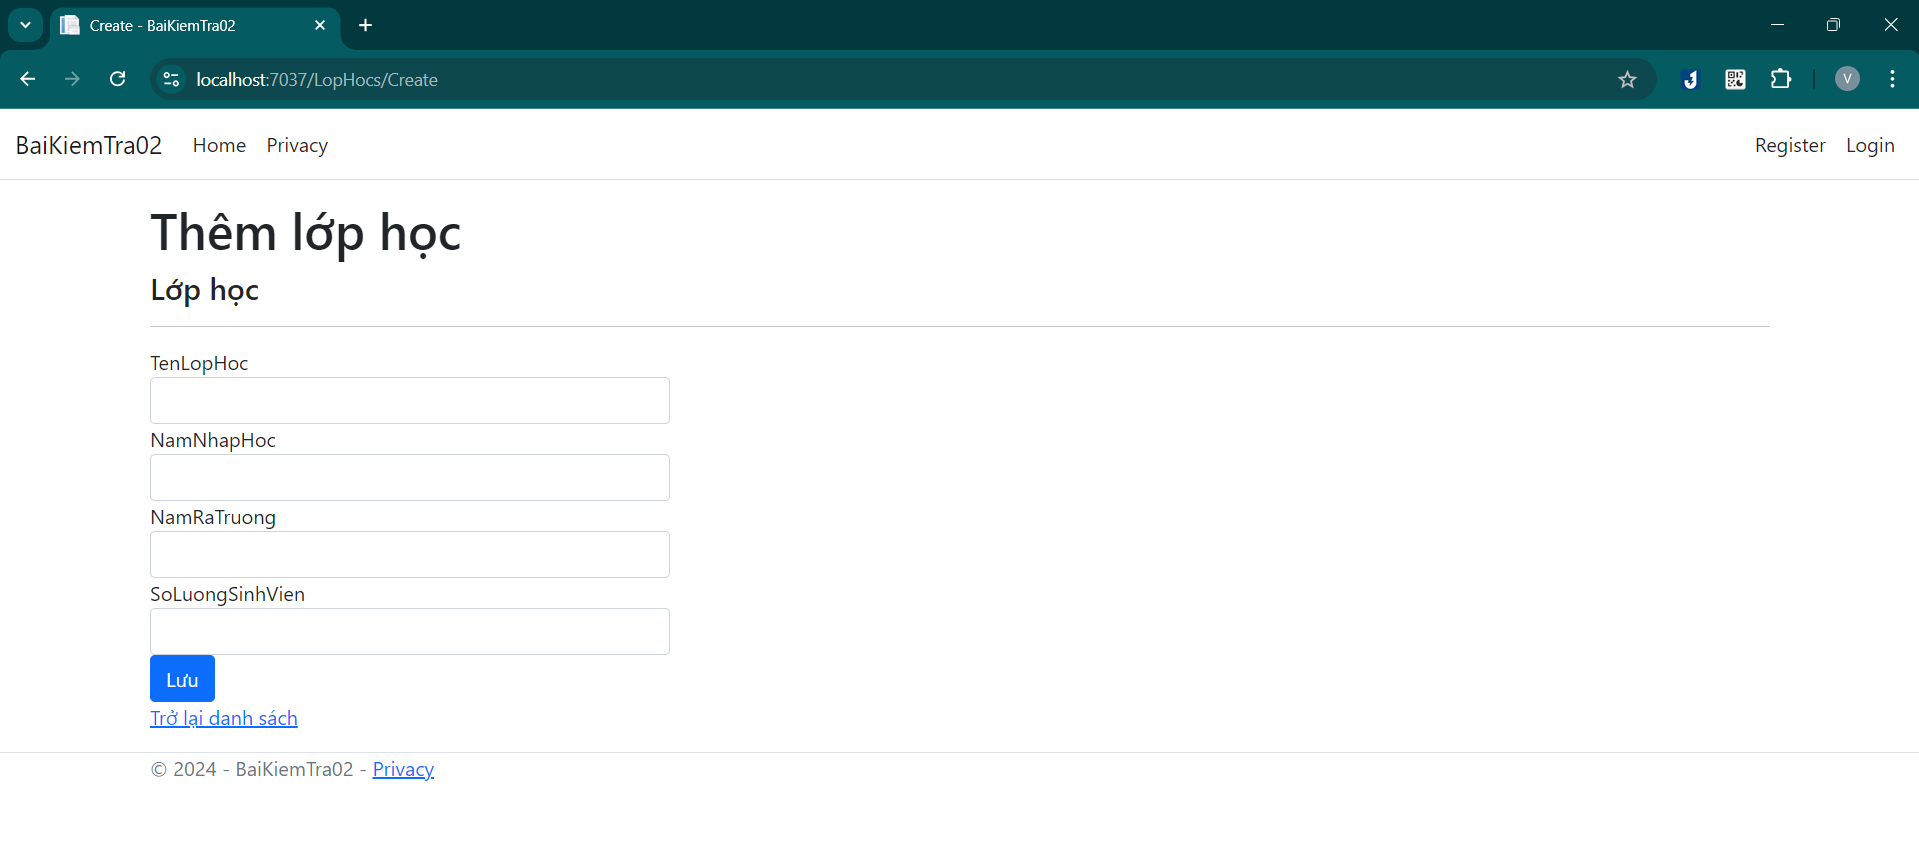 Create - BaiKiemTra02
localhost:7037/LopHocs/Create
V
BaiKiemTra02 Home Privacy Register Login
Thêm lớp học
Lớp học
TenLopHoc
NamNhapHoc
NamRaTruong
SoLuongSinhVien
Lưu
Trở lại danh sách
© 2024 - BaiKiemTra02 - Privacy